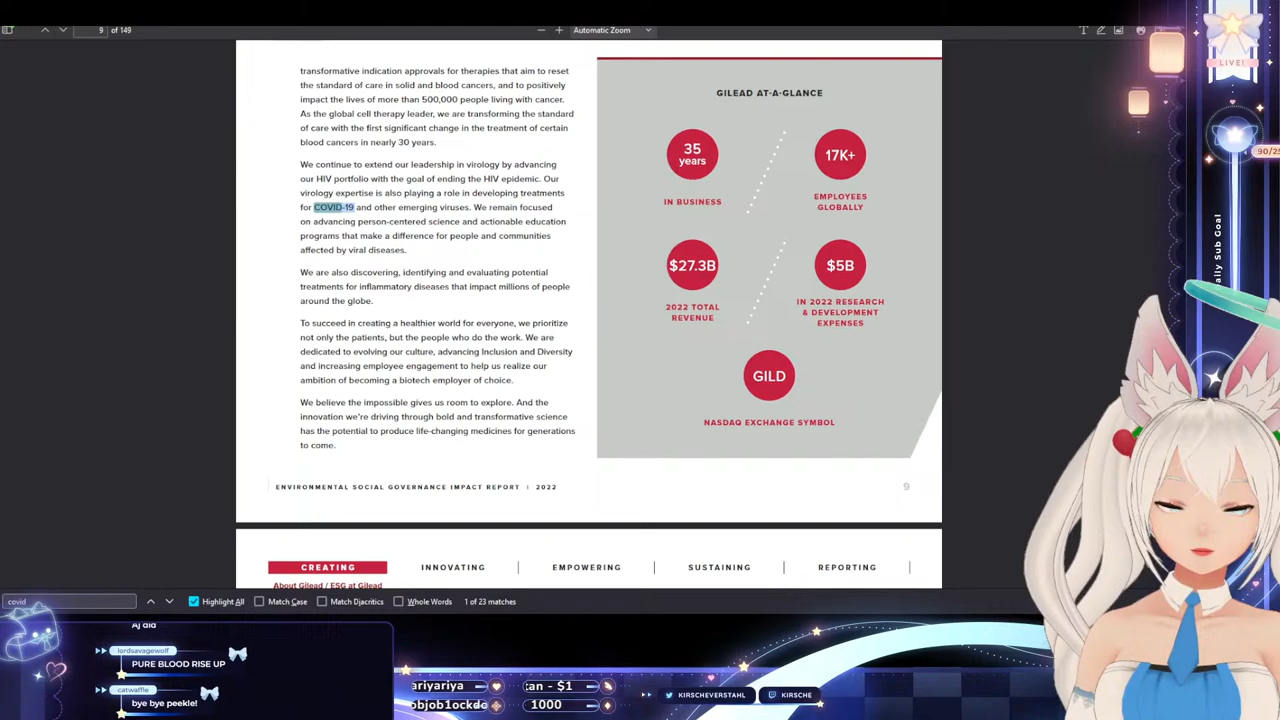 9 of 149
Automatic Zoom
transformative indication approvals for therapies that aim to reset
the standard of care in solid and blood cancers, and to positively
impact the lives of more than 500,000 people living with cancer.
As the global cell therapy leader, we are transforming the standard
of care with the first significant change in the treatment of certain
blood cancers in nearly 30 years.
We continue to extend our leadership in virology by advancing
our HIV portfolio with the goal of ending the HIV epidemic. Our
virology expertise is also playing a role in developing treatments
for COVID-19 and other emerging viruses. We remain focused
on advancing person-centered science and actionable education
programs that make a difference for people and communities
affected by viral diseases.
We are also discovering, identifying and evaluating potential
treatments for inflammatory diseases that impact millions of people
around the globe.
To succeed in creating a healthier world for everyone, we prioritize
not only the patients, but the people who do the work. We are
dedicated to evolving our culture, advancing Inclusion and Diversity
and increasing employee engagement to help us realize our
ambition of becoming a biotech employer of choice.
We believe the impossible gives us room to explore. And the
innovation we're driving through bold and transformative science
has the potential to produce life-changing medicines for generations
to come.
GILEAD AT-A-GLANCE
35
years
IN BUSINESS
17K+
EMPLOYEES
GLOBALLY
$27.3B
2022 TOTAL
REVENUE
$5B
IN 2022 RESEARCH
& DEVELOPMENT
EXPENSES
GILD
NASDAQ EXCHANGE SYMBOL
ENVIRONMENTAL SOCIAL GOVERNANCE IMPACT REPORT | 2022
9
CREATING
INNOVATING
EMPOWERING
SUSTAINING
REPORTING
About Gilead / ESG at Gilead
covid
Highlight All
Match Case
Match Diacritics
Whole Words
1 of 23 matches
LIVE!
90/25
aily Sub Goal
Aj did
lordsavagewolf
PURE BLOOD RISE UP
catwaffle
bye bye peekle!
ariyariya
tan - $1
1000
KIRSCHEVERSTAHL
KIRSCHE